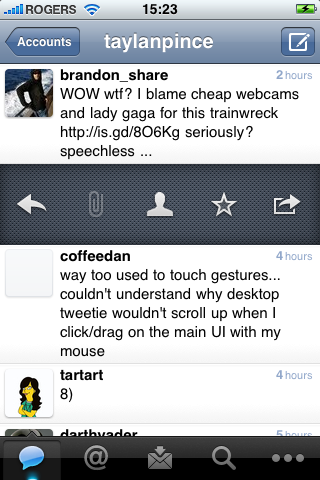 ROGERS 15:23
Accounts taylanpince
brandon_share 2 hours
WOW wtf? I blame cheap webcams
and lady gaga for this trainwreck
http://is.gd/8O6Kg seriously?
speechless ...
coffeedan 4 hours
way too used to touch gestures...
couldn't understand why desktop
tweetie wouldn't scroll up when I
click/drag on the main UI with my
mouse
tartart 4 hours
8)
darthvader 5 hours
@